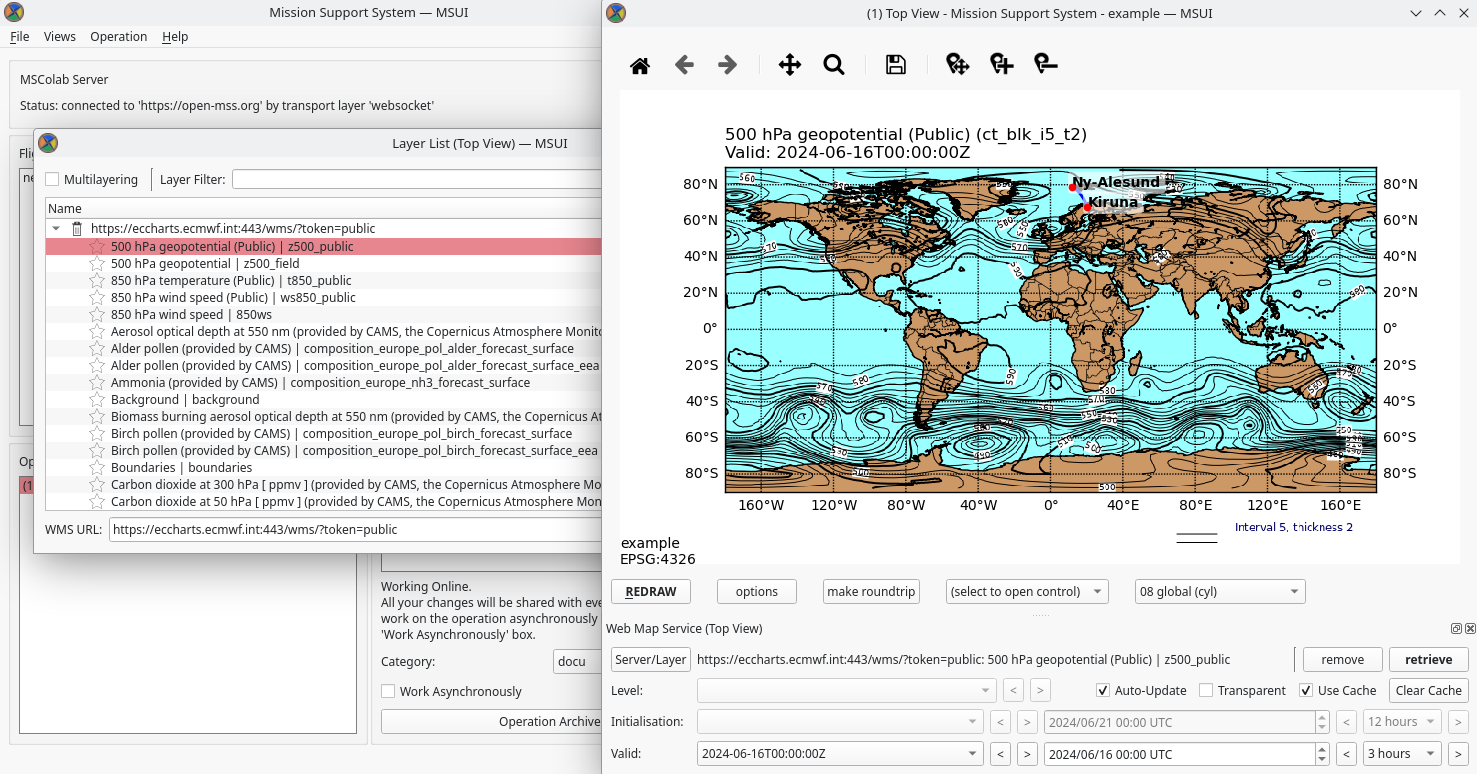 Mission Support System — MSUI
File Views Operation Help
MSColab Server
Status: connected to 'https://open-mss.org' by transport layer 'websocket'
Layer List (Top View) — MSUI
Multilayering
Layer Filter:
Name
https://eccharts.ecmwf.int:443/wms/?token=public
500 hPa geopotential (Public) | z500_public
500 hPa geopotential | z500_field
850 hPa temperature (Public) | t850_public
850 hPa wind speed (Public) | ws850_public
850 hPa wind speed | 850ws
Aerosol optical depth at 550 nm (provided by CAMS, the Copernicus Atmosphere Monito
Alder pollen (provided by CAMS) | composition_europe_pol_alder_forecast_surface
Alder pollen (provided by CAMS) | composition_europe_pol_alder_forecast_surface_eea
Ammonia (provided by CAMS) | composition_europe_nh3_forecast_surface
Background | background
Biomass burning aerosol optical depth at 550 nm (provided by CAMS, the Copernicus At
Birch pollen (provided by CAMS) | composition_europe_pol_birch_forecast_surface
Birch pollen (provided by CAMS) | composition_europe_pol_birch_forecast_surface_eea
Boundaries | boundaries
Carbon dioxide at 300 hPa [ ppmv ] (provided by CAMS, the Copernicus Atmosphere Mo
Carbon dioxide at 50 hPa [ ppmv ] (provided by CAMS, the Copernicus Atmosphere Mon
WMS URL: https://eccharts.ecmwf.int:443/wms/?token=public
Working Online.
All your changes will be shared with eve
work on the operation asynchronously
'Work Asynchronously' box.
Category: docu
Work Asynchronously
Operation Archive
(1) Top View - Mission Support System - example — MSUI
500 hPa geopotential (Public) (ct_blk_i5_t2)
Valid: 2024-06-16T00:00:00Z
Ny-Alesund
Kiruna
80°N 80°N
60°N 60°N
40°N 40°N
20°N 20°N
0° 0°
20°S 20°S
40°S 40°S
60°S 60°S
80°S 80°S
160°W 120°W 80°W 40°W 0° 40°E 80°E 120°E 160°E
Interval 5, thickness 2
example
EPSG:4326
REDRAW options make roundtrip (select to open control) 08 global (cyl)
Web Map Service (Top View)
Server/Layer https://eccharts.ecmwf.int:443/wms/?token=public: 500 hPa geopotential (Public) | z500_public remove retrieve
Level: < > Auto-Update Transparent Use Cache Clear Cache
Initialisation: < > 2024/06/21 00:00 UTC < 12 hours >
Valid: 2024-06-16T00:00:00Z < > 2024/06/16 00:00 UTC < 3 hours >